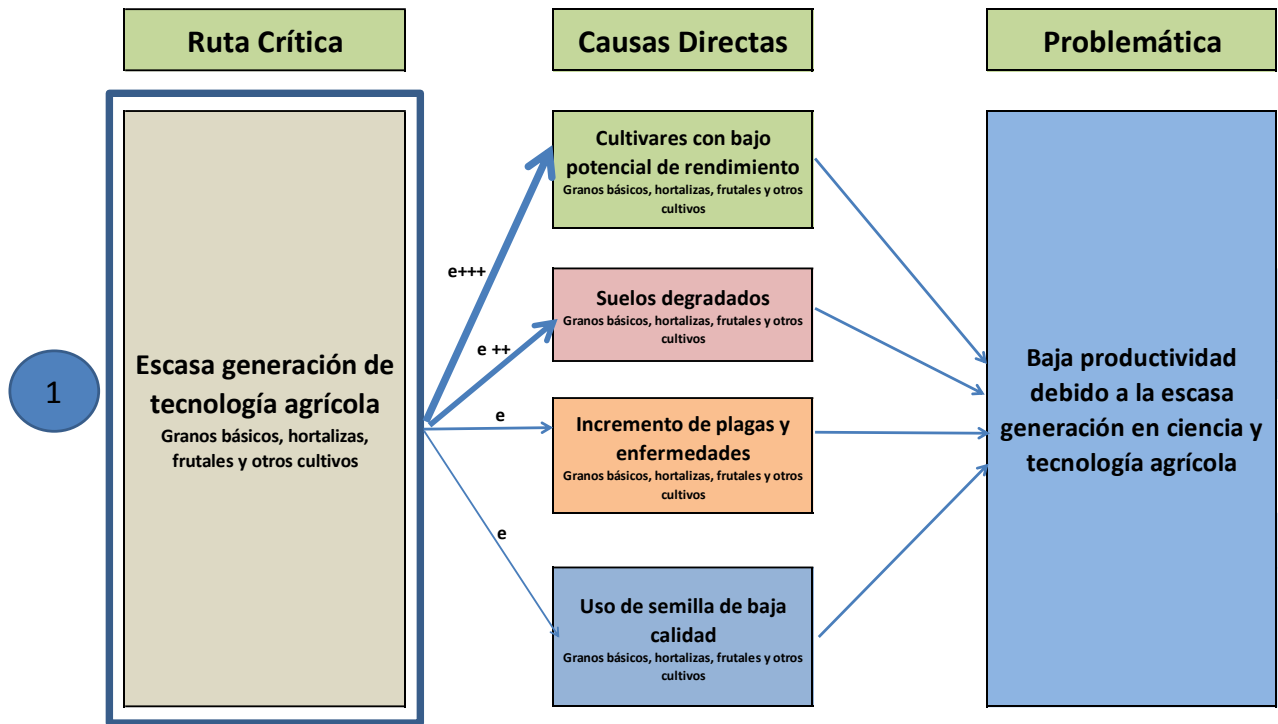 Ruta Crítica
Causas Directas
Problemática
1
Escasa generación de
tecnología agrícola
Granos básicos, hortalizas,
frutales y otros cultivos
e+++
e ++
e
e
Cultivares con bajo
potencial de rendimiento
Granos básicos, hortalizas, frutales y otros
cultivos
Suelos degradados
Granos básicos, hortalizas, frutales y otros
cultivos
Incremento de plagas y
enfermedades
Granos básicos, hortalizas, frutales y otros
cultivos
Uso de semilla de baja
calidad
Granos básicos, hortalizas, frutales y otros
cultivos
Baja productividad
debido a la escasa
generación en ciencia y
tecnología agrícola